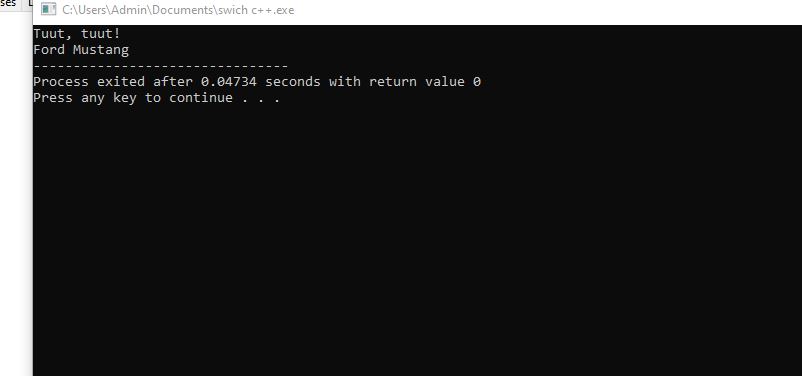 ses
C:\Users\Admin\Documents\swich c++.exe
Tuut, tuut!
Ford Mustang
--------------------------------
Process exited after 0.04734 seconds with return value 0
Press any key to continue . . .